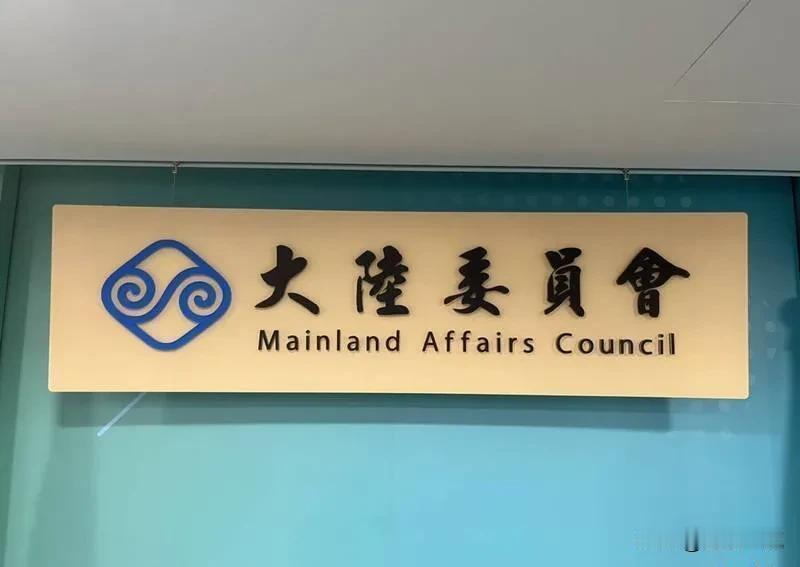 大陸委員會
Mainland Affairs Council